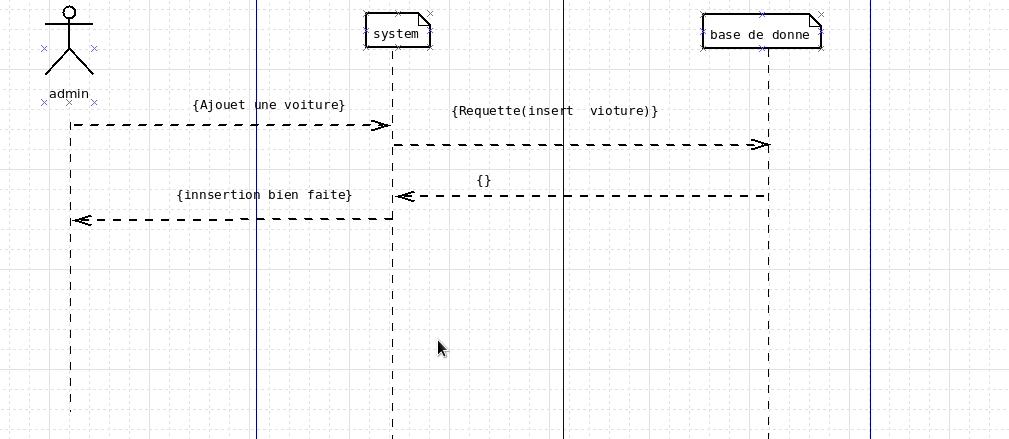 system
base de donne
admin
{Ajouet une voiture}
{Requette(insert  vioture)}
{}
{innsertion bien faite}